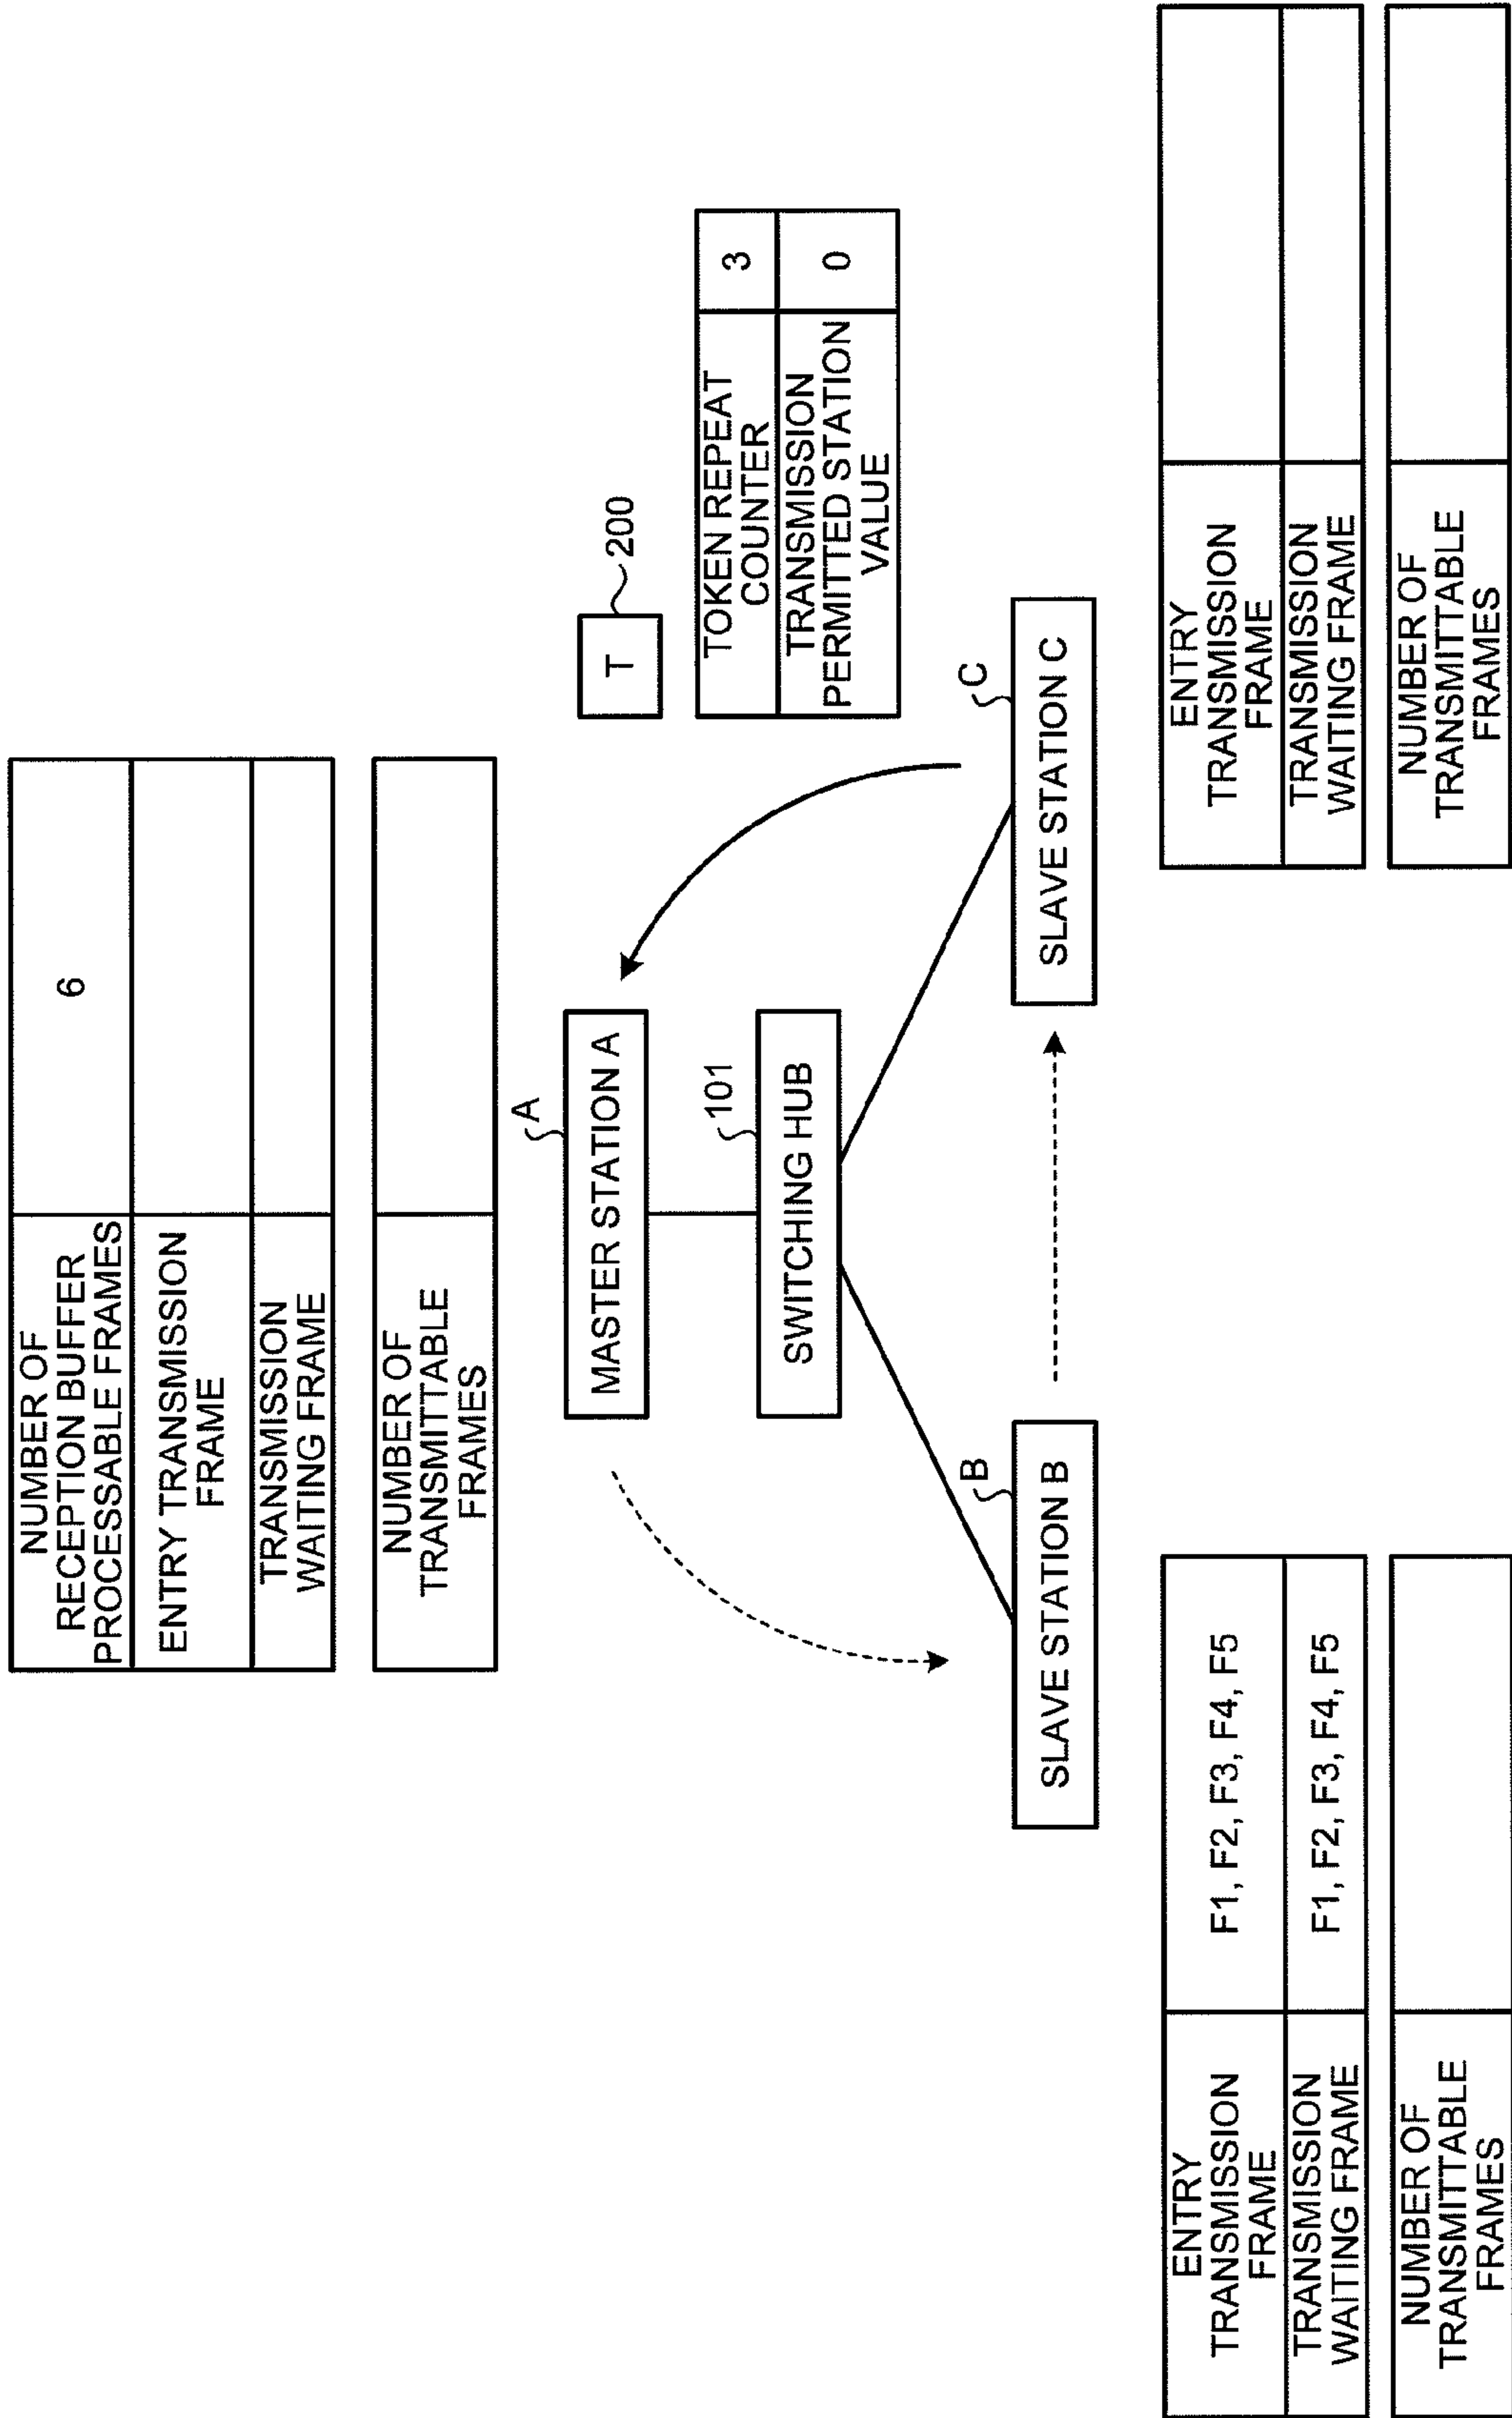 NUMBER OF
RECEPTION BUFFER
PROCESSABLE FRAMES
6
ENTRY TRANSMISSION
FRAME
TRANSMISSION
WAITING FRAME
NUMBER OF
TRANSMITTABLE
FRAMES
A
MASTER STATION A
T
200
101
SWITCHING HUB
TOKEN REPEAT
COUNTER
3
TRANSMISSION
PERMITTED STATION
VALUE
0
B
SLAVE STATION B
C
SLAVE STATION C
ENTRY
TRANSMISSION
FRAME
F1, F2, F3, F4, F5
TRANSMISSION
WAITING FRAME
F1, F2, F3, F4, F5
NUMBER OF
TRANSMITTABLE
FRAMES
ENTRY
TRANSMISSION
FRAME
TRANSMISSION
WAITING FRAME
NUMBER OF
TRANSMITTABLE
FRAMES